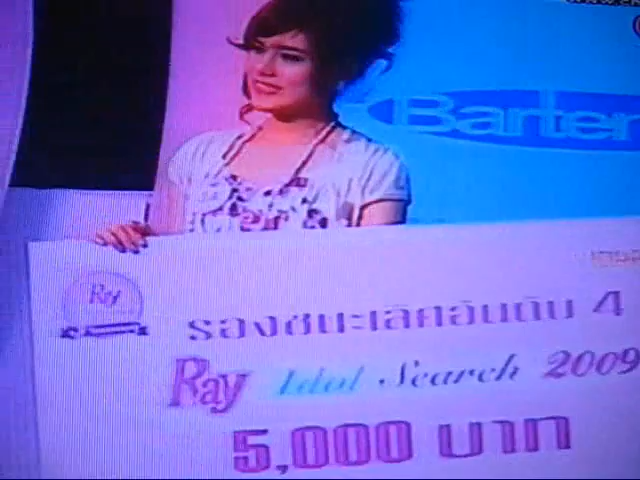 Barter
Ray
รองชนะเลิศอันดับ 4
Ray Idol Search 2009
5,000 บาท